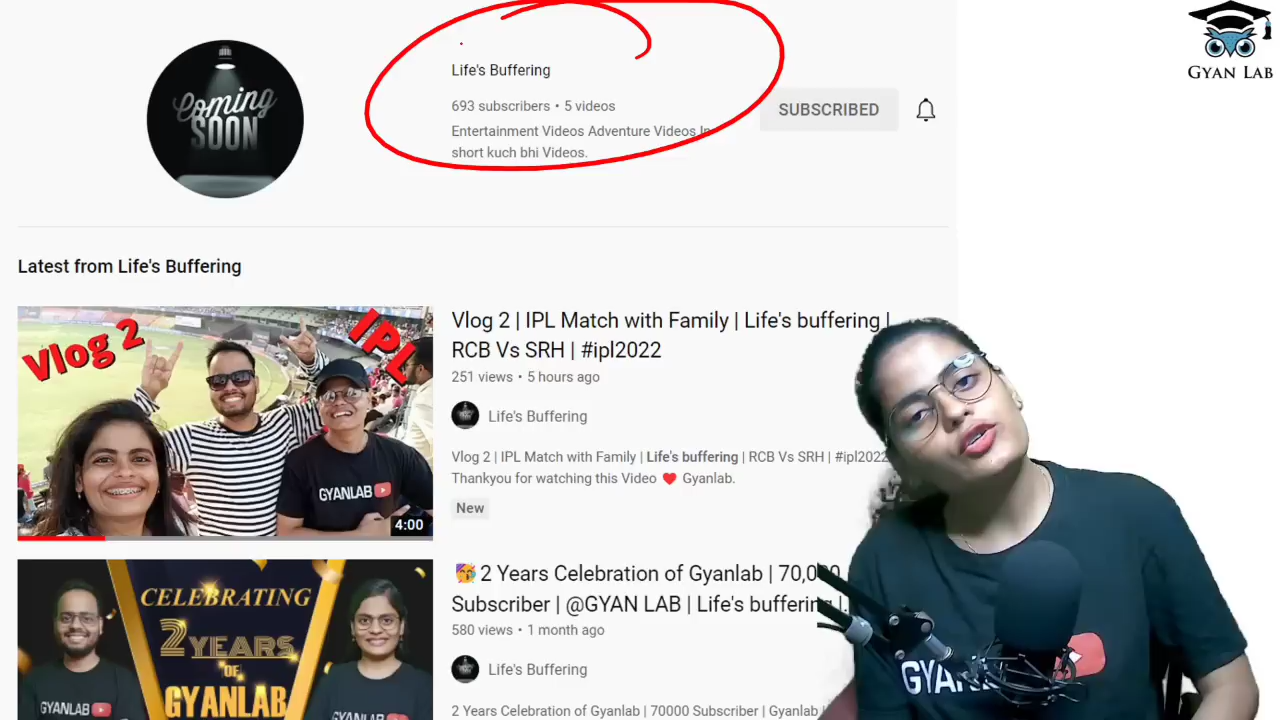 GYAN LAB
Coming
SOON
Life's Buffering
693 subscribers • 5 videos
Entertainment Videos Adventure Videos In
short kuch bhi Videos.
SUBSCRIBED
Latest from Life's Buffering
Vlog 2
IPL
GYANLAB
4:00
Vlog 2 | IPL Match with Family | Life's buffering |
RCB Vs SRH | #ipl2022
251 views • 5 hours ago
Life's Buffering
Vlog 2 | IPL Match with Family | Life's buffering | RCB Vs SRH | #ipl2022
Thankyou for watching this Video ❤️ Gyanlab.
New
CELEBRATING
2 YEARS
OF
GYANLAB
GYANLAB
GYANLAB
🥳 2 Years Celebration of Gyanlab | 70,000
Subscriber | @GYAN LAB | Life's buffering |.
580 views • 1 month ago
Life's Buffering
2 Years Celebration of Gyanlab | 70000 Subscriber | Gyanlab